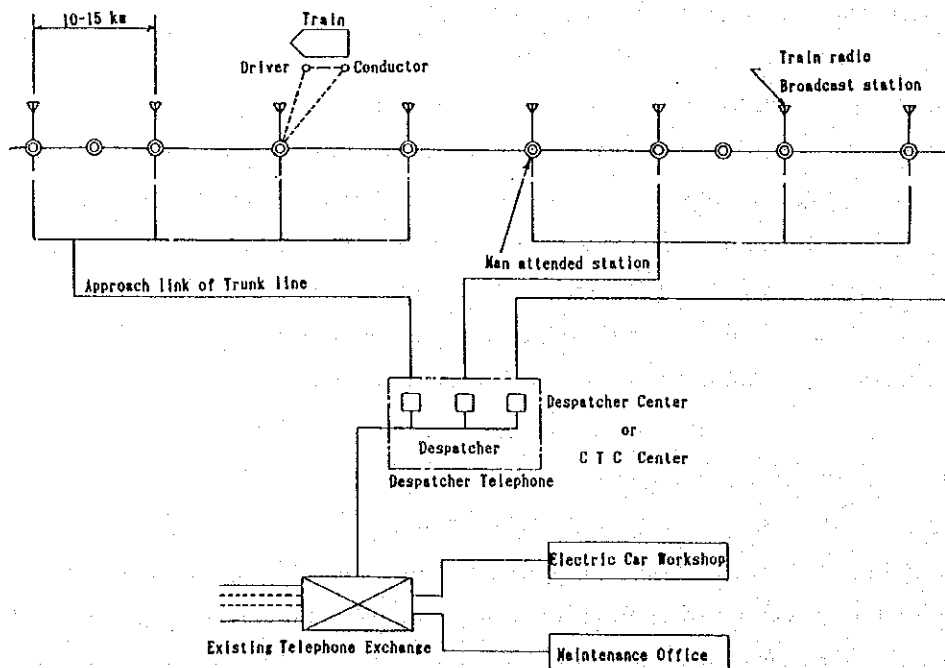 10-15 km
Train
Driver
Conductor
Train radio
Broadcast station
Man attended station
Approach link of Trunk line
Despatcher Center
or
C T C Center
Despatcher
Despatcher Telephone
Electric Car Workshop
Existing Telephone Exchange
Maintenance Office